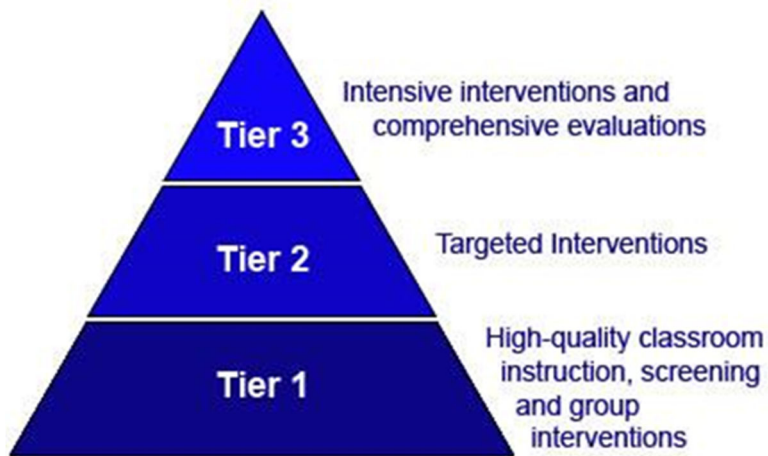 Tier 3
Intensive interventions and
comprehensive evaluations
Tier 2
Targeted Interventions
Tier 1
High-quality classroom
instruction, screening
and group
interventions